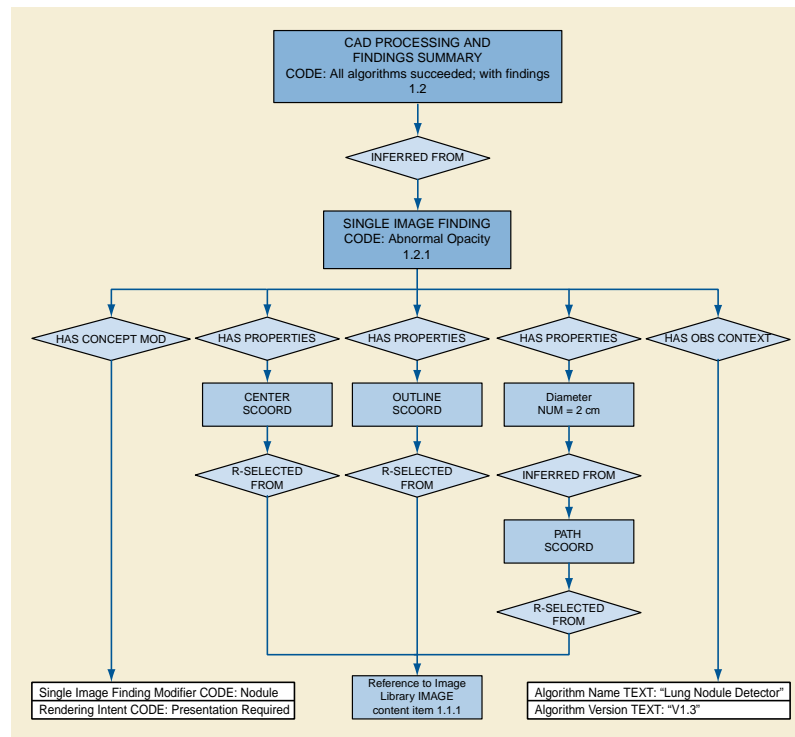 CAD PROCESSING AND
FINDINGS SUMMARY
CODE: All algorithms succeeded; with findings
1.2
INFERRED FROM
SINGLE IMAGE FINDING
CODE: Abnormal Opacity
1.2.1
HAS CONCEPT MOD
HAS PROPERTIES
HAS PROPERTIES
HAS PROPERTIES
HAS OBS CONTEXT
CENTER
SCOORD
OUTLINE
SCOORD
Diameter
NUM = 2 cm
R-SELECTED
FROM
R-SELECTED
FROM
INFERRED FROM
PATH
SCOORD
R-SELECTED
FROM
Single Image Finding Modifier CODE: Nodule
Rendering Intent CODE: Presentation Required
Reference to Image
Library IMAGE
content item 1.1.1
Algorithm Name TEXT: “Lung Nodule Detector”
Algorithm Version TEXT: “V1.3”